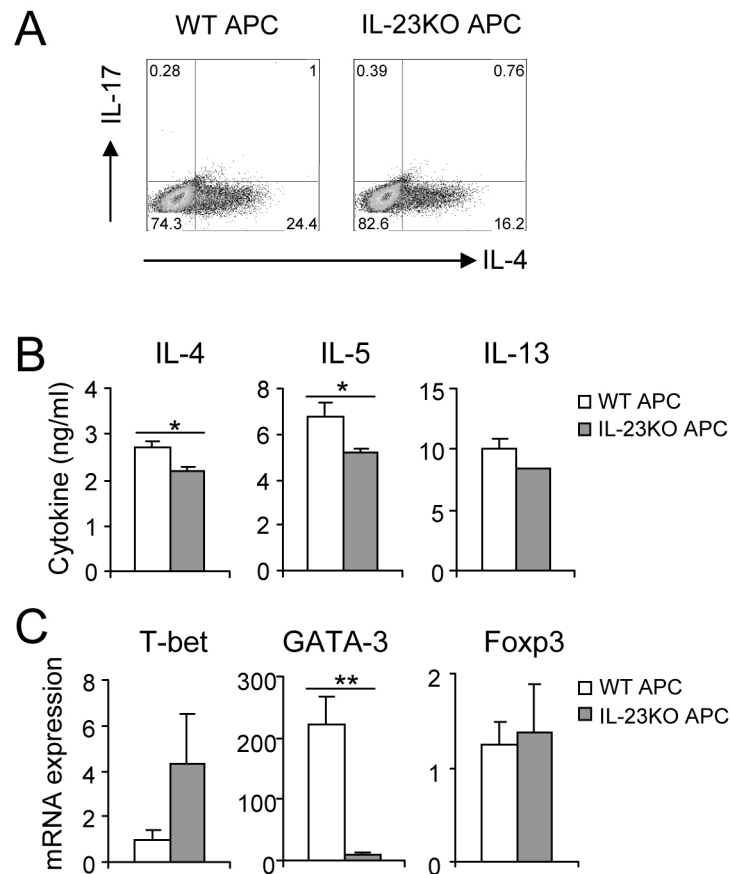 A
WT APC IL-23KO APC
IL-17
0.28 1
74.3 24.4
0.39 0.76
82.6 16.2
IL-4
B
IL-4 IL-5 IL-13
Cytokine (ng/ml)
4
3
2
1
0
*
8
6
4
2
0
*
15
10
5
0
WT APC
IL-23KO APC
C
T-bet GATA-3 Foxp3
mRNA expression
8
6
4
2
0
300
200
100
0
**
2
1
0
WT APC
IL-23KO APC